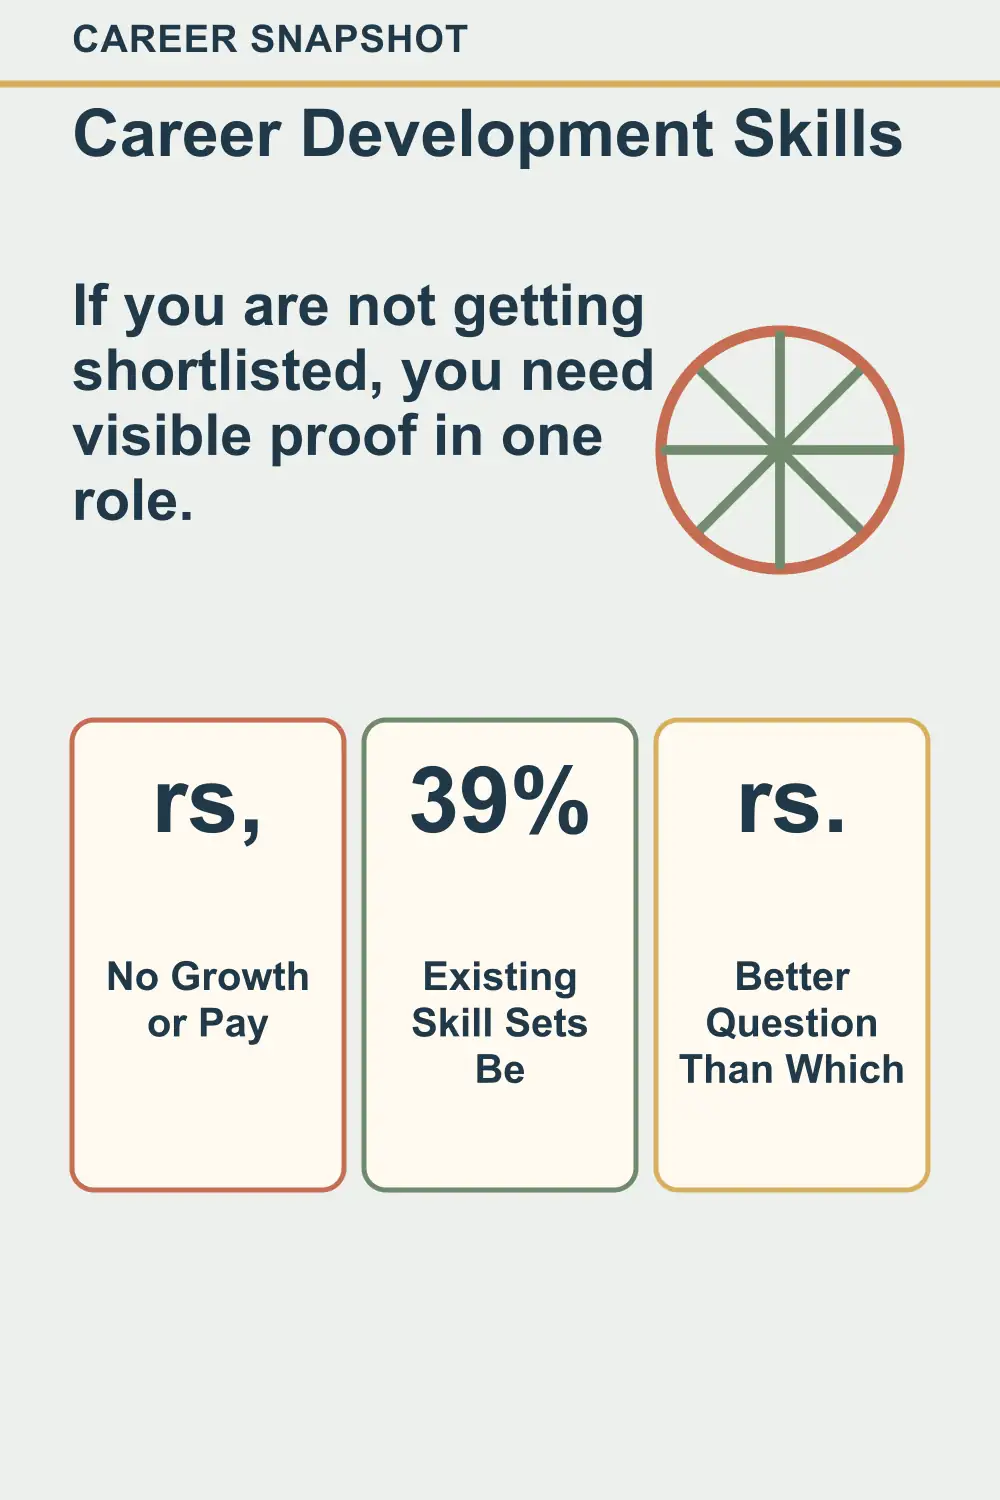 CAREER SNAPSHOT
Career Development Skills
If you are not getting
shortlisted, you need
visible proof in one
role.
rs,
No Growth
or Pay
39%
Existing
Skill Sets
Be
rs.
Better
Question
Than Which